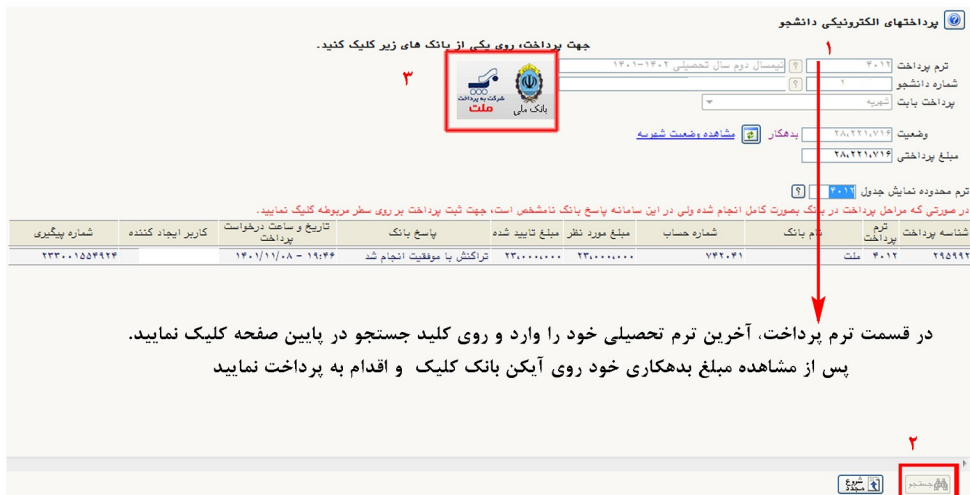 پرداختهای الکترونیکی دانشجو
جهت پرداخت، روی یکی از بانک های زیر کلیک کنید.
۱
ترم پرداخت ۴۰۱۲ نیمسال دوم سال تحصیلی ۱۴۰۲-۱۴۰۱
۳
شماره دانشجو
پرداخت بابت شهریه
شرکت به پرداخت
ملت
بانک ملی
وضعیت ۲۸,۲۲۱,۷۱۶ بدهکار مشاهده وضعیت شهریه
مبلغ پرداختی ۲۸,۲۲۱,۷۱۶
ترم محدوده نمایش جدول ۴۰۱۲
در صورتی که مراحل پرداخت در بانک بصورت کامل انجام شده ولی در این سامانه پاسخ بانک نامشخص است، جهت ثبت پرداخت بر روی سطر مربوطه کلیک نمایید.
شناسه پرداخت ترم پرداخت نام بانک شماره حساب مبلغ مورد نظر مبلغ تایید شده پاسخ بانک تاریخ و ساعت درخواست پرداخت کاربر ایجاد کننده شماره پیگیری
۲۹۵۹۹۲ ۴۰۱۲ ملت ۷۴۲۰۴۱ ۲۳,۰۰۰,۰۰۰ ۲۳,۰۰۰,۰۰۰ تراکنش با موفقیت انجام شد ۱۴۰۱/۱۱/۰۸ - ۱۹:۴۶ ۲۳۳۰۰۱۵۵۴۹۲۴
در قسمت ترم پرداخت، آخرین ترم تحصیلی خود را وارد و روی کلید جستجو در پایین صفحه کلیک نمایید.
پس از مشاهده مبلغ بدهکاری خود روی آیکن بانک کلیک و اقدام به پرداخت نمایید
۲
جستجو
شروع مجدد